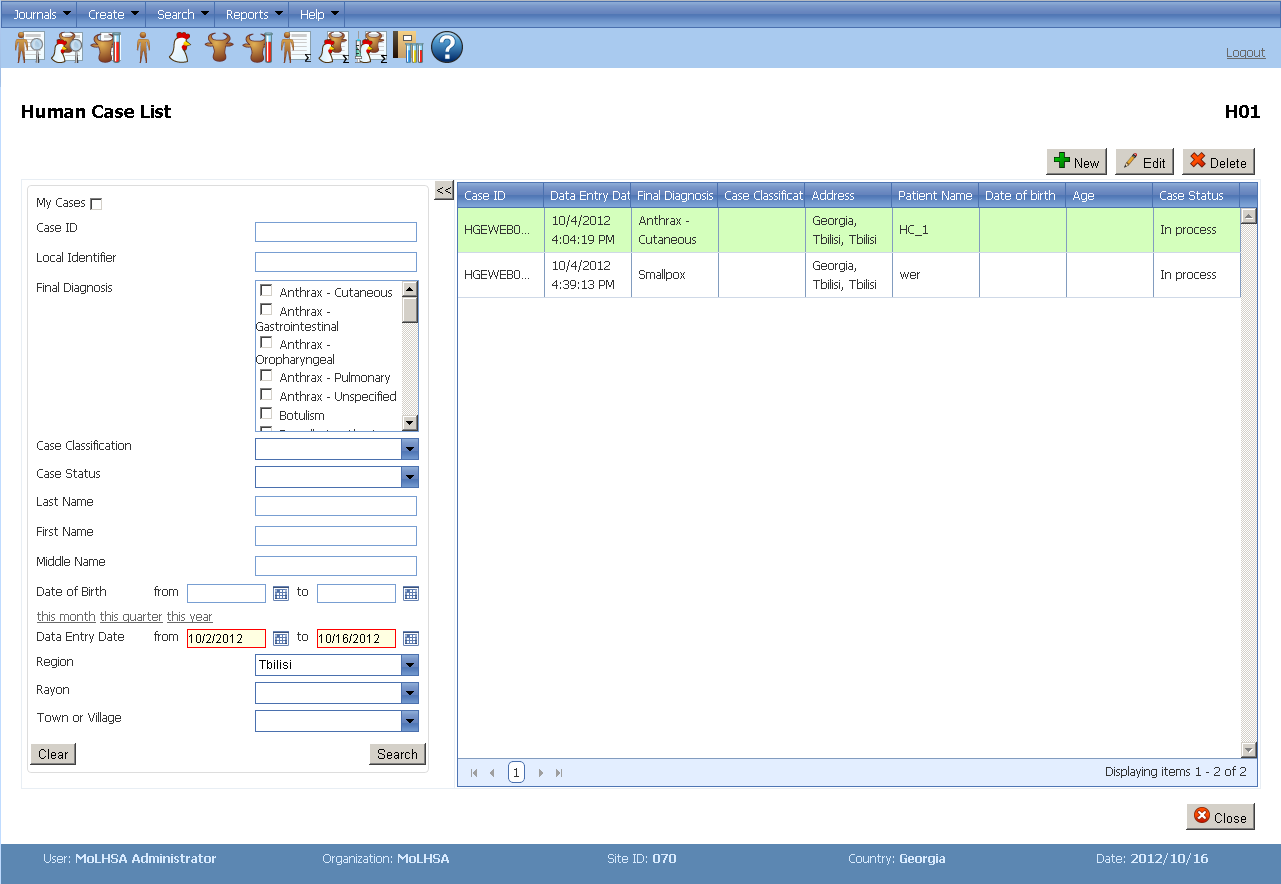 Journals Create Search Reports Help
Logout
Human Case List H01
New Edit Delete
My Cases
Case ID
Local Identifier
Final Diagnosis
Anthrax - Cutaneous
Anthrax -
Gastrointestinal
Anthrax -
Oropharyngeal
Anthrax - Pulmonary
Anthrax - Unspecified
Botulism
Case Classification
Case Status
Last Name
First Name
Middle Name
Date of Birth from to
this month this quarter this year
Data Entry Date from 10/2/2012 to 10/16/2012
Region Tbilisi
Rayon
Town or Village
Clear Search
<<
Case ID Data Entry Dat Final Diagnosis Case Classificat Address Patient Name Date of birth Age Case Status
HGEWEB0... 10/4/2012 4:04:19 PM Anthrax - Cutaneous Georgia, Tbilisi, Tbilisi HC_1 In process
HGEWEB0... 10/4/2012 4:39:13 PM Smallpox Georgia, Tbilisi, Tbilisi wer In process
1 Displaying items 1 - 2 of 2
Close
User: MoLHSA Administrator Organization: MoLHSA Site ID: 070 Country: Georgia Date: 2012/10/16